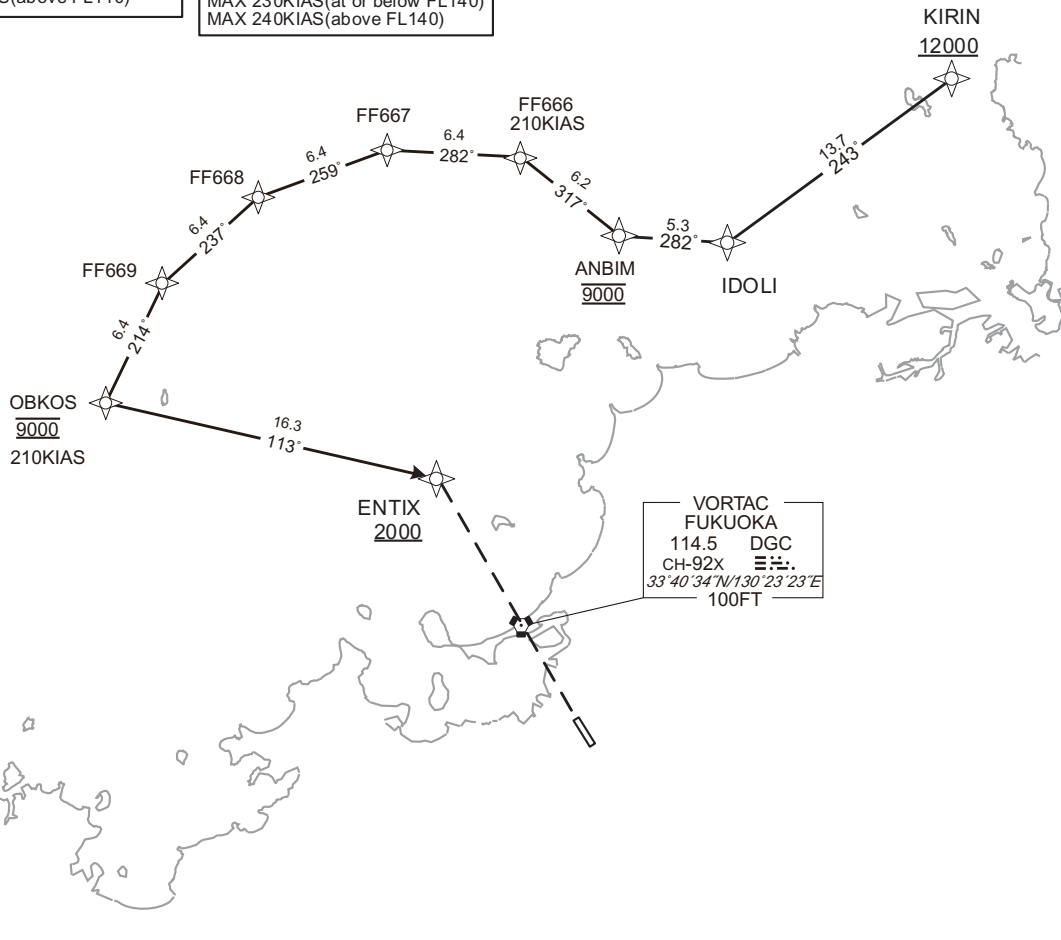 (above FL140)
MAX 230KIAS(at or below FL140)
MAX 240KIAS(above FL140)
KIRIN
12000
13.7
243°
FF666
210KIAS
FF667
6.4
282°
6.4
259°
6.2
317°
FF668
6.4
237°
5.3
282°
ANBIM
9000
IDOLI
FF669
6.4
214°
OBKOS
9000
210KIAS
16.3
113°
ENTIX
2000
VORTAC
FUKUOKA
114.5 DGC
CH-92X
33°40′34″N/130°23′23″E
100FT